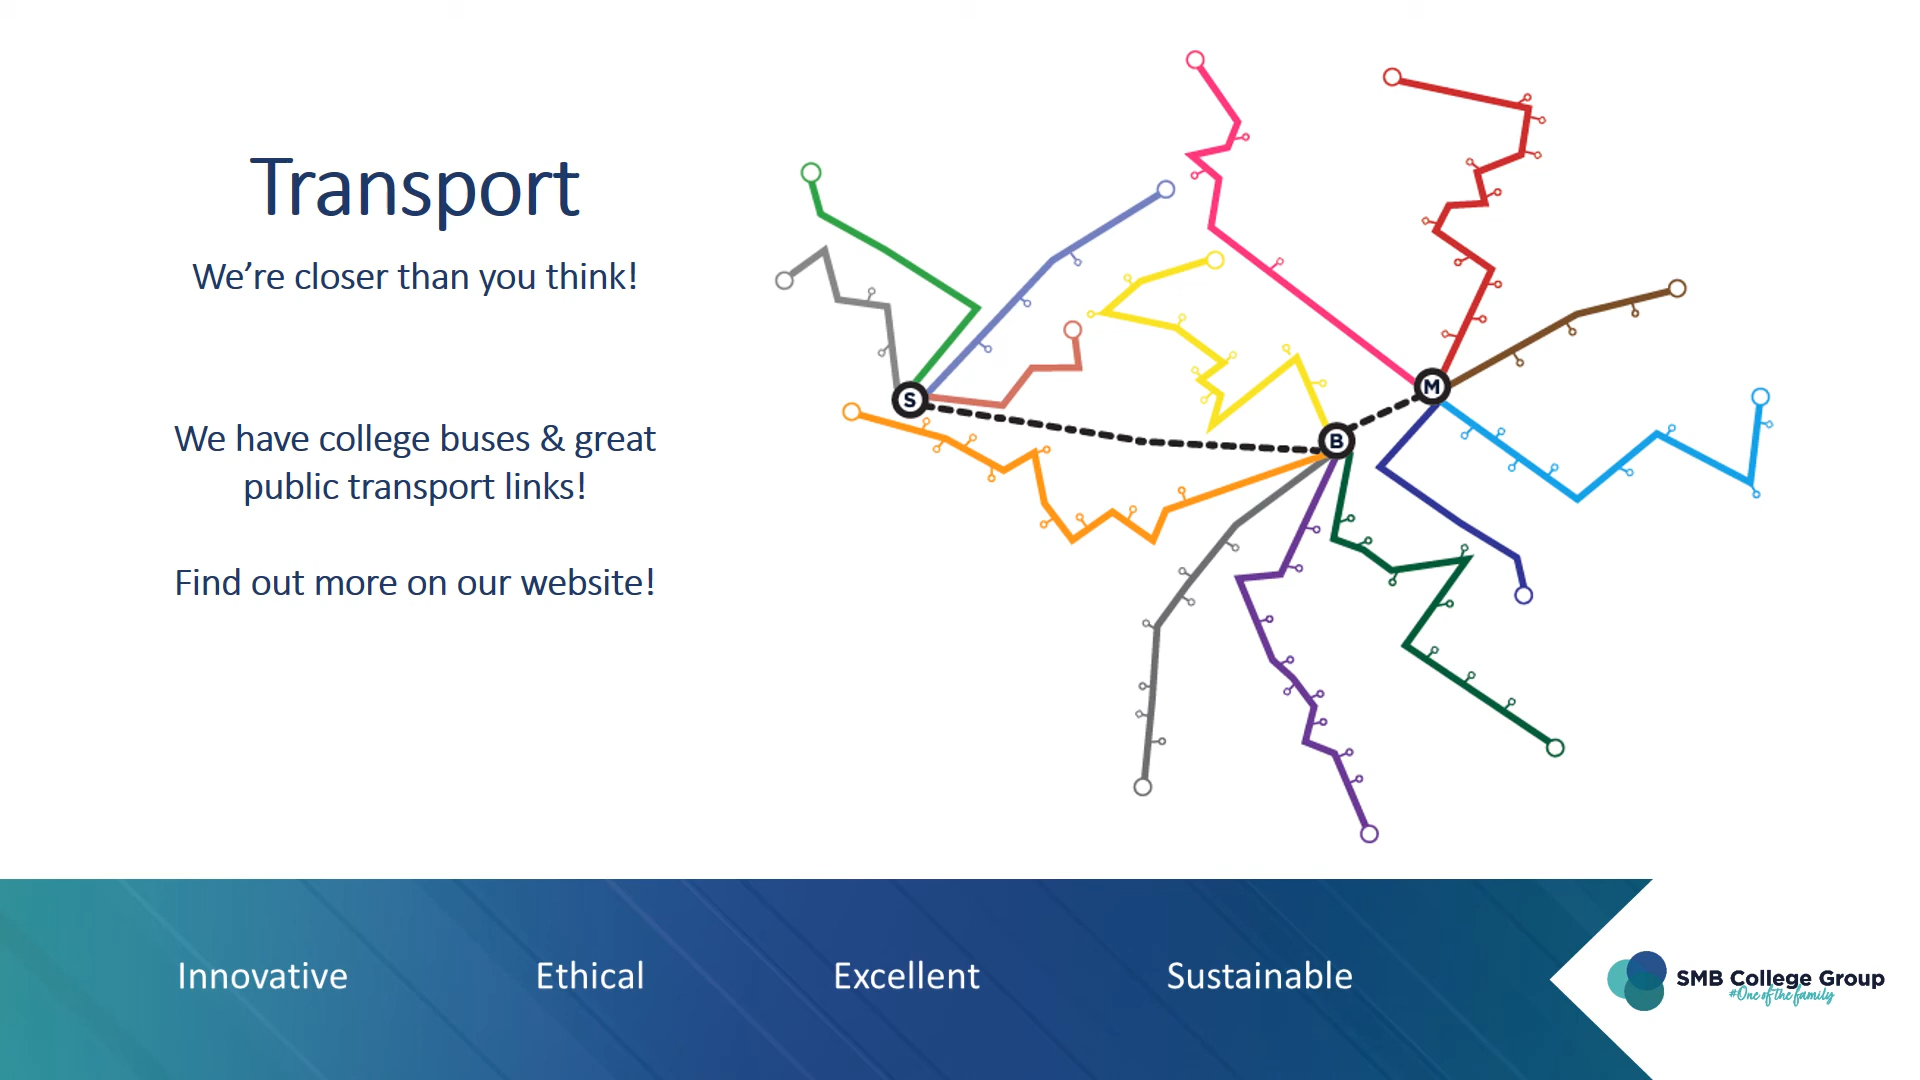 Transport
We’re closer than you think!
We have college buses & great
public transport links!
Find out more on our website!
S
M
B
Innovative
Ethical
Excellent
Sustainable
SMB College Group
#One of the family